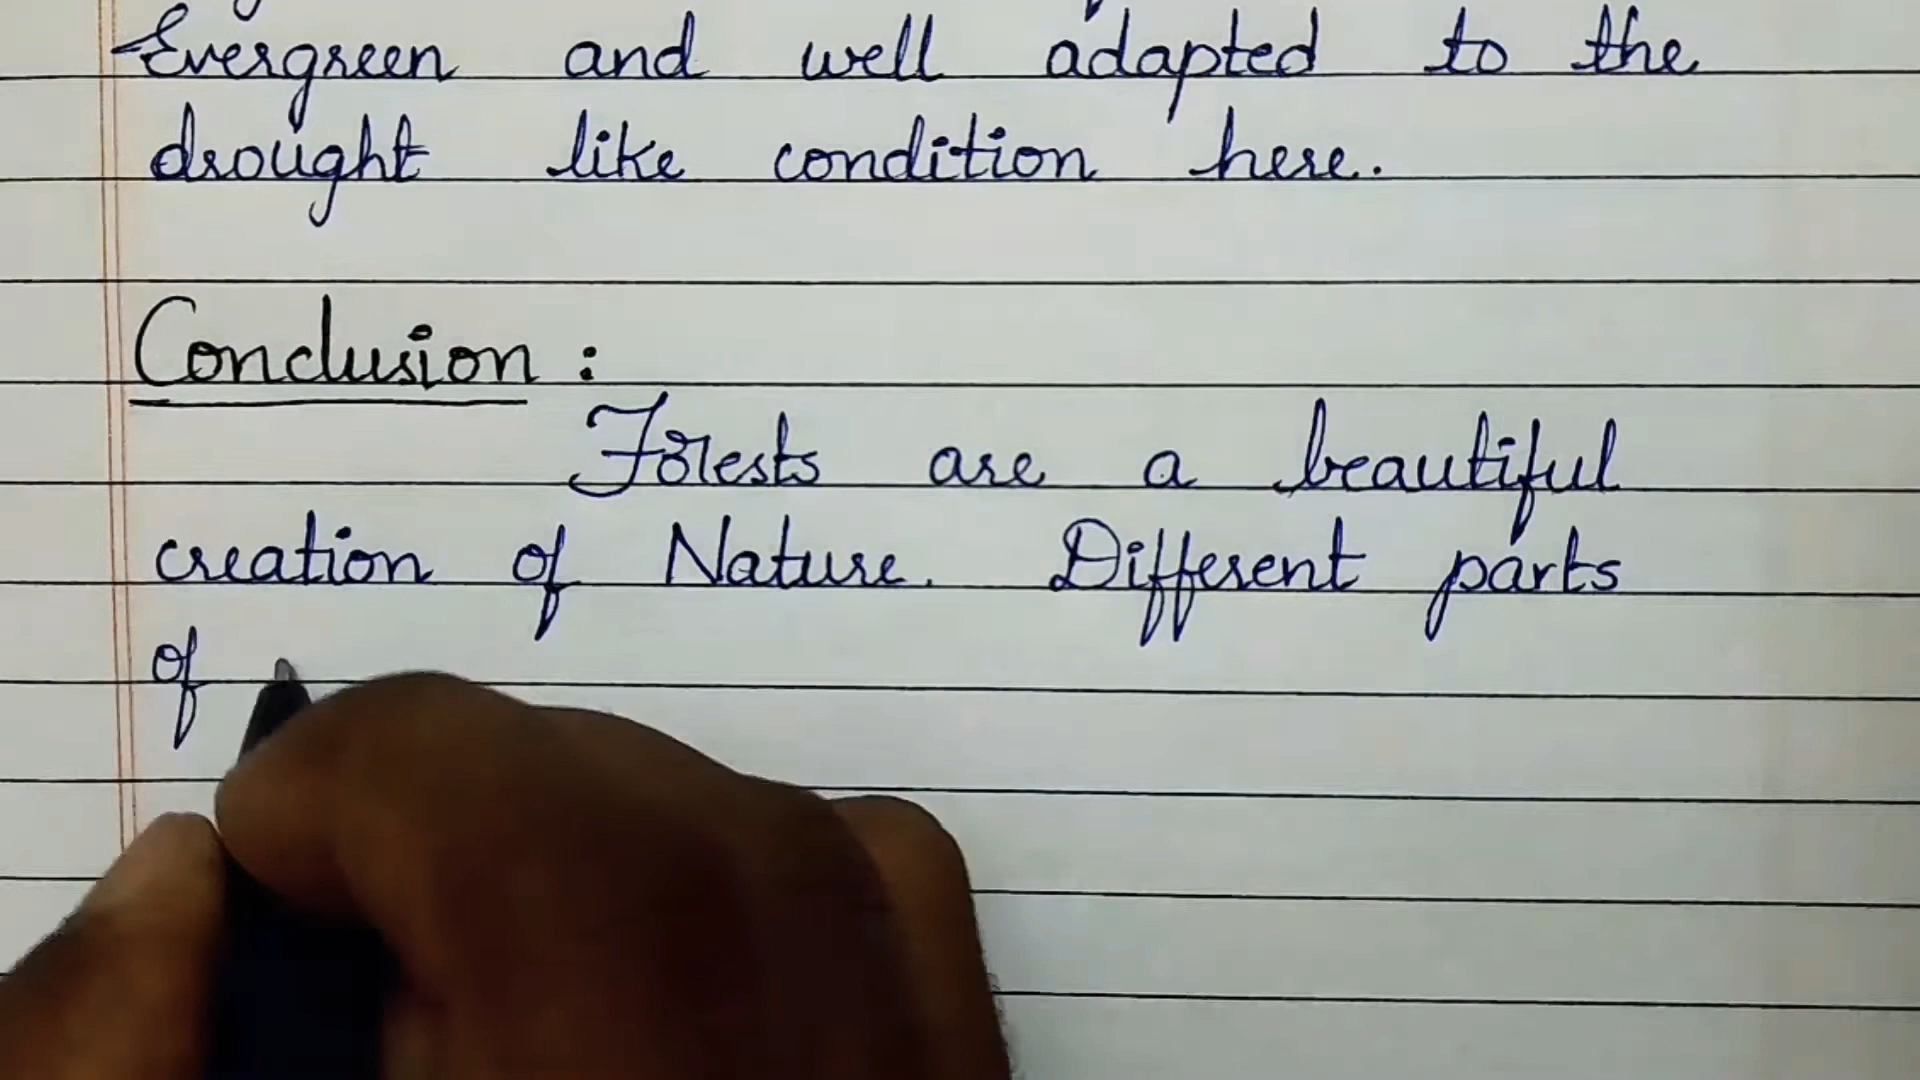 Evergreen and well adapted to the
drought like condition here.
Conclusion :
Forests are a beautiful
creation of Nature. Different parts
of